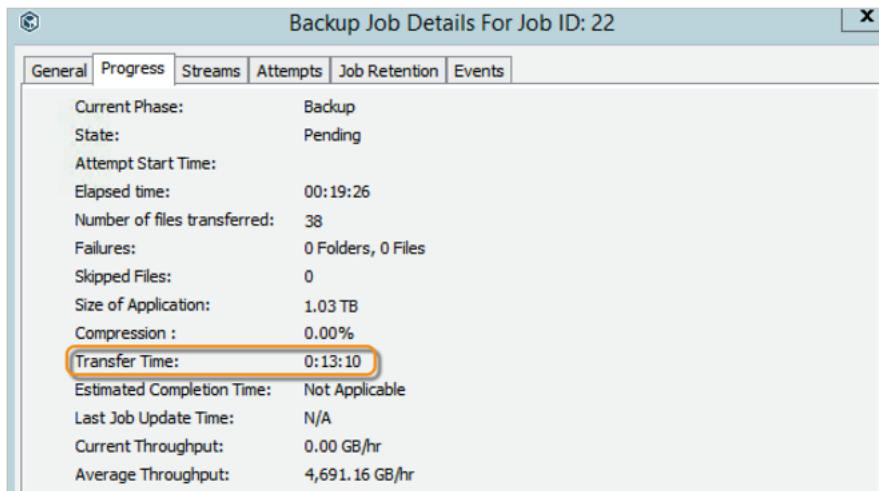 Backup Job Details For Job ID: 22
x
General Progress Streams Attempts Job Retention Events
Current Phase: Backup
State: Pending
Attempt Start Time:
Elapsed time: 00:19:26
Number of files transferred: 38
Failures: 0 Folders, 0 Files
Skipped Files: 0
Size of Application: 1.03 TB
Compression : 0.00%
Transfer Time: 0:13:10
Estimated Completion Time: Not Applicable
Last Job Update Time: N/A
Current Throughput: 0.00 GB/hr
Average Throughput: 4,691.16 GB/hr